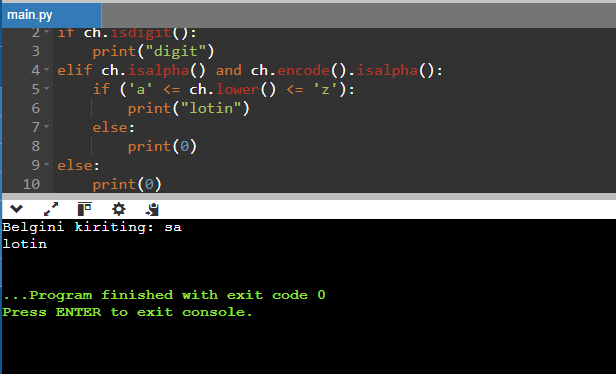 main.py
2 if ch.isdigit():
3 print("digit")
4 elif ch.isalpha() and ch.encode().isalpha():
5 if ('a' <= ch.lower() <= 'z'):
6 print("lotin")
7 else:
8 print(0)
9 else:
10 print(0)
Belgini kiriting: sa
lotin
...Program finished with exit code 0
Press ENTER to exit console.